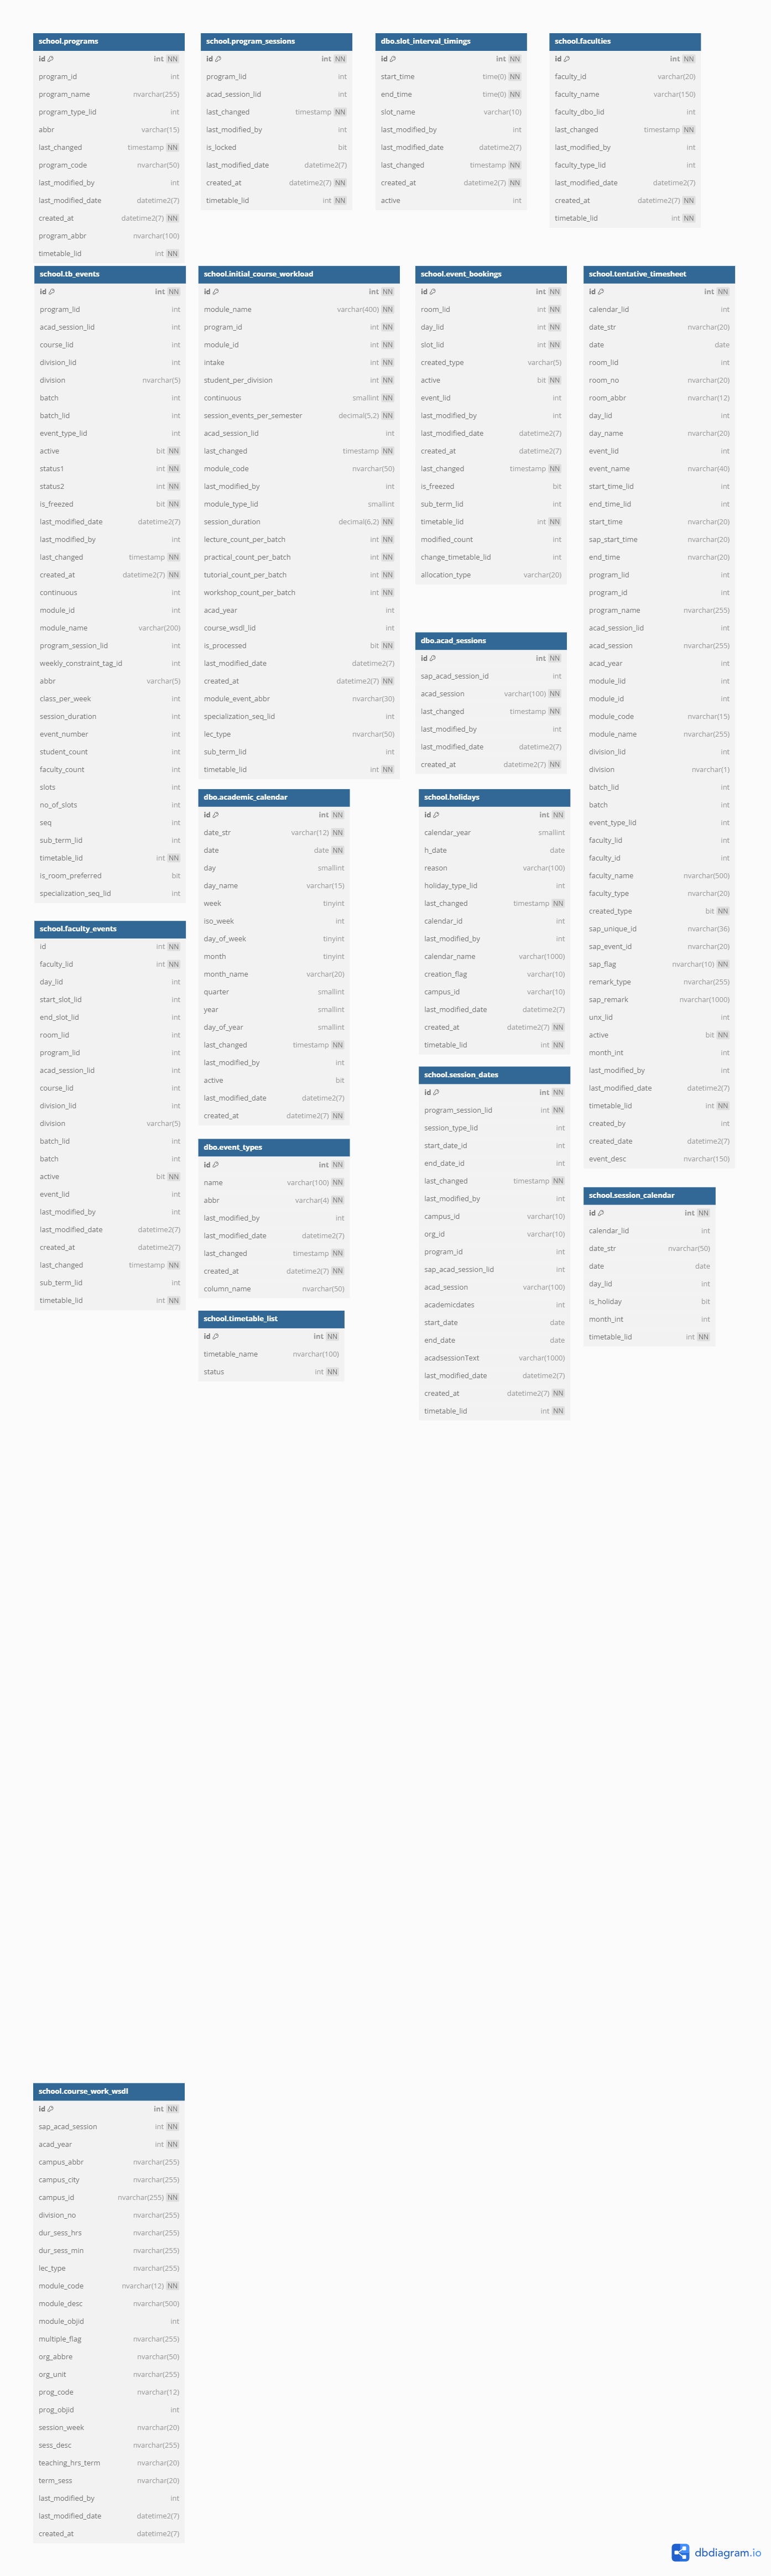 school.programs
id int NN
program_id int
program_name nvarchar(255)
program_type_lid int
abbr varchar(15)
last_changed timestamp NN
program_code nvarchar(50)
last_modified_by int
last_modified_date datetime2(7)
created_at datetime2(7) NN
program_abbr nvarchar(100)
timetable_lid int NN
school.program_sessions
id int NN
program_lid int
acad_session_lid int
last_changed timestamp NN
last_modified_by int
is_locked bit
last_modified_date datetime2(7)
created_at datetime2(7) NN
timetable_lid int NN
dbo.slot_interval_timings
id int NN
start_time time(0) NN
end_time time(0) NN
slot_name varchar(10)
last_modified_by int
last_modified_date datetime2(7)
last_changed timestamp NN
created_at datetime2(7) NN
active int
school.faculties
id int NN
faculty_id varchar(20)
faculty_name varchar(150)
faculty_dbo_lid int
last_changed timestamp NN
last_modified_by int
faculty_type_lid int
last_modified_date datetime2(7)
created_at datetime2(7) NN
timetable_lid int NN
school.tb_events
id int NN
program_lid int
acad_session_lid int
course_lid int
division_lid int
division nvarchar(5)
batch int
batch_lid int
event_type_lid int
active bit NN
status1 int NN
status2 int NN
is_freezed bit NN
last_modified_date datetime2(7)
last_modified_by int
last_changed timestamp NN
created_at datetime2(7) NN
continuous int
module_id int
module_name varchar(200)
program_session_lid int
weekly_constraint_tag_id int
abbr varchar(5)
class_per_week int
session_duration int
event_number int
student_count int
faculty_count int
slots int
no_of_slots int
seq int
sub_term_lid int
timetable_lid int NN
is_room_preferred bit
specialization_seq_lid int
school.initial_course_workload
id int NN
module_name varchar(400) NN
program_id int NN
module_id int NN
intake int NN
student_per_division int NN
continuous smallint NN
session_events_per_semester decimal(5,2) NN
acad_session_lid int
last_changed timestamp NN
module_code nvarchar(50)
last_modified_by int
module_type_lid smallint
session_duration decimal(6,2) NN
lecture_count_per_batch int NN
practical_count_per_batch int NN
tutorial_count_per_batch int NN
workshop_count_per_batch int NN
acad_year int
course_wsdl_lid int
is_processed bit NN
last_modified_date datetime2(7)
created_at datetime2(7) NN
module_event_abbr nvarchar(30)
specialization_seq_lid int
lec_type nvarchar(50)
sub_term_lid int
timetable_lid int NN
school.event_bookings
id int NN
room_lid int NN
day_lid int NN
slot_lid int NN
created_type varchar(5)
active bit NN
event_lid int
last_modified_by int
last_modified_date datetime2(7)
created_at datetime2(7)
last_changed timestamp NN
is_freezed bit
sub_term_lid int
timetable_lid int NN
modified_count int
change_timetable_lid int
allocation_type varchar(20)
school.tentative_timesheet
id int NN
calendar_lid int
date_str nvarchar(20)
date date
room_lid int
room_no nvarchar(20)
room_abbr nvarchar(12)
day_lid int
day_name nvarchar(20)
event_lid int
event_name nvarchar(40)
start_time_lid int
end_time_lid int
start_time nvarchar(20)
sap_start_time nvarchar(20)
end_time nvarchar(20)
program_lid int
program_id int
program_name nvarchar(255)
acad_session_lid int
acad_session nvarchar(255)
acad_year int
module_lid int
module_id int
module_code nvarchar(15)
module_name nvarchar(255)
division_lid int
division nvarchar(1)
batch_lid int
batch int
event_type_lid int
faculty_lid int
faculty_id int
faculty_name nvarchar(500)
faculty_type nvarchar(20)
created_type bit NN
sap_unique_id nvarchar(36)
sap_event_id nvarchar(20)
sap_flag nvarchar(10) NN
remark_type nvarchar(255)
sap_remark nvarchar(1000)
unx_lid int
active bit NN
month_int int
last_modified_by int
last_modified_date datetime2(7)
timetable_lid int NN
created_by int
created_date datetime2(7)
event_desc nvarchar(150)
dbo.acad_sessions
id int NN
sap_acad_session_id int
acad_session varchar(100) NN
last_changed timestamp NN
last_modified_by int
last_modified_date datetime2(7)
created_at datetime2(7) NN
dbo.academic_calendar
id int NN
date_str varchar(12) NN
date date NN
day smallint
day_name varchar(15)
week tinyint
iso_week int
day_of_week tinyint
month tinyint
month_name varchar(20)
quarter smallint
year smallint
day_of_year smallint
last_changed timestamp NN
last_modified_by int
active bit
last_modified_date datetime2(7)
created_at datetime2(7) NN
school.holidays
id int NN
calendar_year smallint
h_date date
reason varchar(100)
holiday_type_lid int
last_changed timestamp NN
calendar_id int
last_modified_by int
calendar_name varchar(1000)
creation_flag varchar(10)
campus_id varchar(10)
last_modified_date datetime2(7)
created_at datetime2(7) NN
timetable_lid int NN
school.faculty_events
id int NN
faculty_lid int NN
day_lid int
start_slot_lid int
end_slot_lid int
room_lid int
program_lid int
acad_session_lid int
course_lid int
division_lid int
division varchar(5)
batch_lid int
batch int
active bit NN
event_lid int
last_modified_by int
last_modified_date datetime2(7)
created_at datetime2(7)
last_changed timestamp NN
sub_term_lid int
timetable_lid int NN
school.session_dates
id int NN
program_session_lid int NN
session_type_lid int
start_date_id int
end_date_id int
last_changed timestamp NN
last_modified_by int
campus_id varchar(10)
org_id varchar(10)
program_id int
sap_acad_session_lid int
acad_session varchar(100)
academicdates int
start_date date
end_date date
acadsessionText varchar(1000)
last_modified_date datetime2(7)
created_at datetime2(7) NN
timetable_lid int NN
dbo.event_types
id int NN
name varchar(100) NN
abbr varchar(4) NN
last_modified_by int
last_modified_date datetime2(7)
last_changed timestamp NN
created_at datetime2(7) NN
column_name nvarchar(50)
school.session_calendar
id int NN
calendar_lid int
date_str nvarchar(50)
date date
day_lid int
is_holiday bit
month_int int
timetable_lid int NN
school.timetable_list
id int NN
timetable_name nvarchar(100)
status int NN
school.course_work_wsdl
id int NN
sap_acad_session int NN
acad_year int NN
campus_abbr nvarchar(255)
campus_city nvarchar(255)
campus_id nvarchar(255) NN
division_no nvarchar(255)
dur_sess_hrs nvarchar(255)
dur_sess_min nvarchar(255)
lec_type nvarchar(255)
module_code nvarchar(12) NN
module_desc nvarchar(500)
module_objid int
multiple_flag nvarchar(255)
org_abbre nvarchar(50)
org_unit nvarchar(255)
prog_code nvarchar(12)
prog_objid int
session_week nvarchar(20)
sess_desc nvarchar(255)
teaching_hrs_term nvarchar(20)
term_sess nvarchar(20)
last_modified_by int
last_modified_date datetime2(7)
created_at datetime2(7)
dbdiagram.io